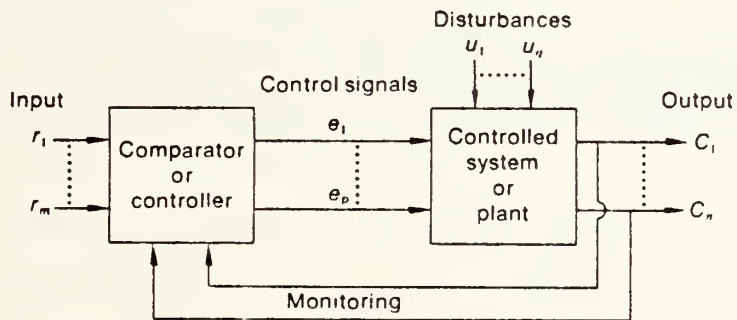 Disturbances
u₁ ........ uη
Control signals
Input
Output
r₁
e₁
C₁
Comparator
or
controller
Controlled
system
or
plant
rₘ
eₚ
Cₙ
Monitoring